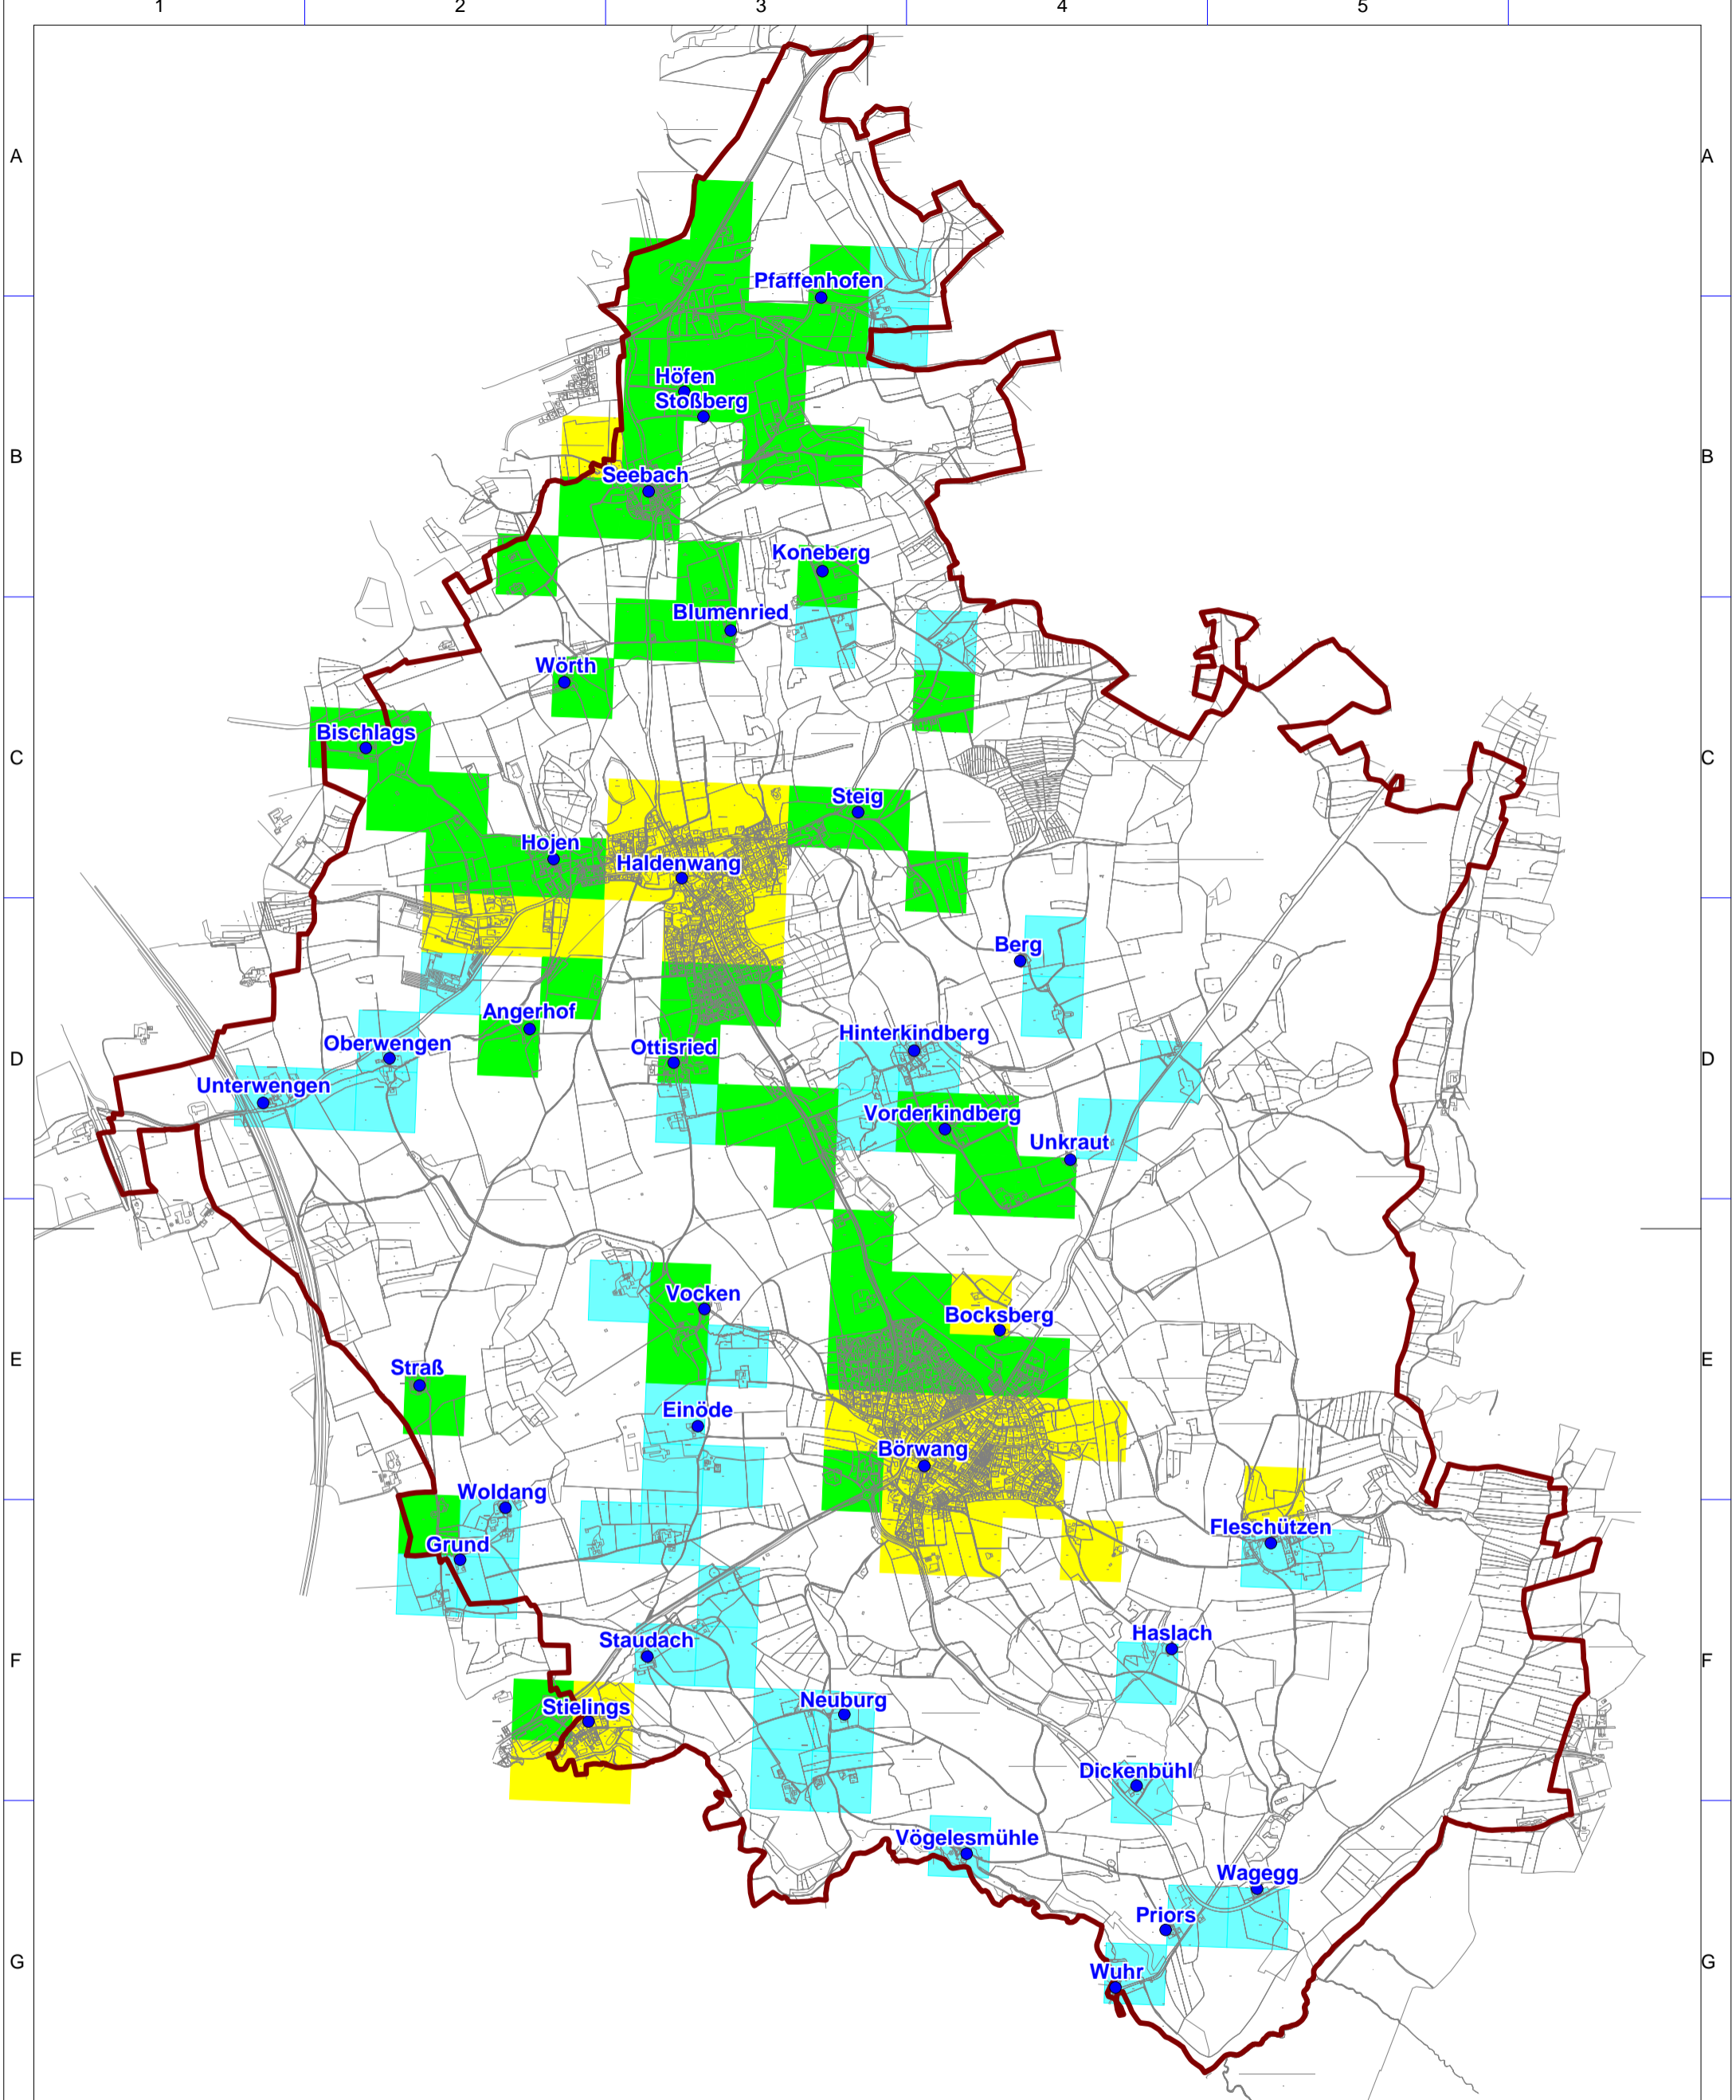 1 2 3 4 5
A A
Pfaffenhofen
Höfen
Stoßberg
B B
Seebach
Koneberg
Blumenried
Wörth
Bischlags
C C
Steig
Hojen
Haldenwang
Berg
Angerhof
Hinterkindberg
Oberwengen
Ottisried
D D
Unterwengen
Vorderkindberg
Unkraut
Vocken
Bocksberg
E E
Straß
Einöde
Börwang
Woldang
Fleschützen
Grund
Haslach
Staudach
F F
Neuburg
Stielings
Dickenbühl
Vögelesmühle
Wagegg
Priors
G G
Wuhr